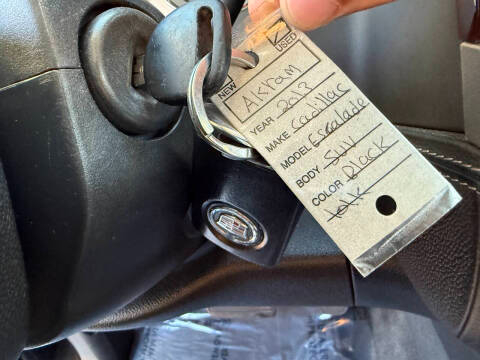 NEW USED
Akram
YEAR 2013
MAKE Cadillac
MODEL Escalade
BODY SUV
COLOR Black